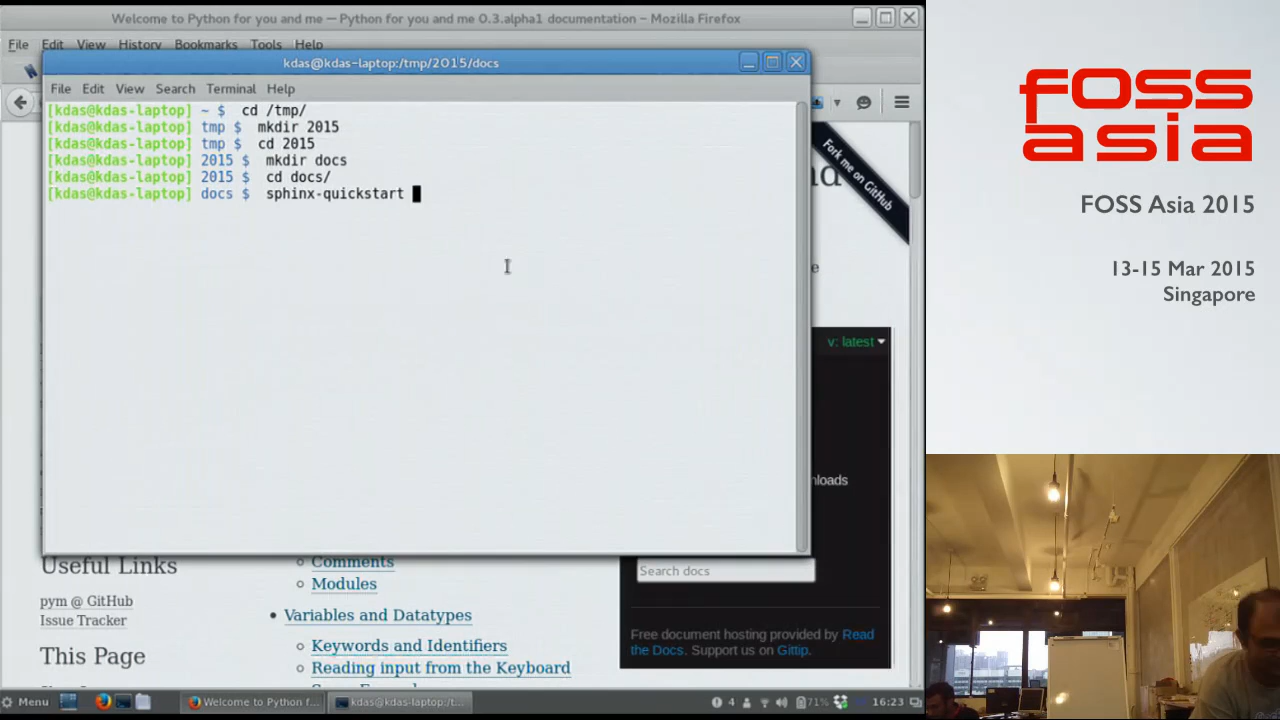 Welcome to Python for you and me — Python for you and me 0.3.alpha1 documentation - Mozilla Firefox
File Edit View History Bookmarks Tools Help
kdas@kdas-laptop:/tmp/2015/docs
File Edit View Search Terminal Help
[kdas@kdas-laptop] ~ $ cd /tmp/
[kdas@kdas-laptop] tmp $ mkdir 2015
[kdas@kdas-laptop] tmp $ cd 2015
[kdas@kdas-laptop] 2015 $ mkdir docs
[kdas@kdas-laptop] 2015 $ cd docs/
[kdas@kdas-laptop] docs $ sphinx-quickstart
Fork me on GitHub
nd
e
v: latest
nloads
Useful Links
pym @ GitHub
Issue Tracker
This Page
Comments
Modules
Variables and Datatypes
Keywords and Identifiers
Reading input from the Keyboard
Search docs
Free document hosting provided by Read
the Docs. Support us on Gittip.
Menu
Welcome to Python f...
kdas@kdas-laptop:/t...
4
71%
16:23
FOSS
asia
FOSS Asia 2015
13-15 Mar 2015
Singapore